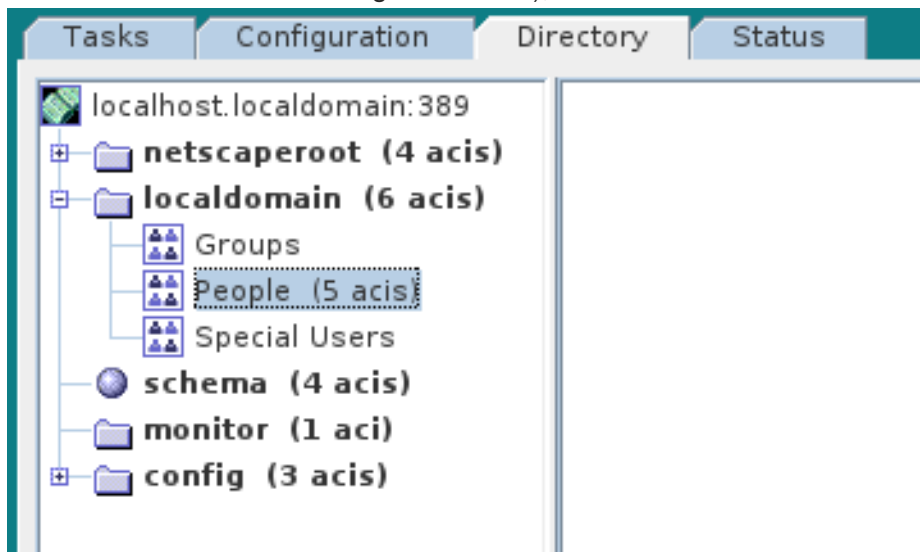 Tasks Configuration Directory Status
localhost.localdomain:389
netscaperoot (4 acis)
localdomain (6 acis)
Groups
People (5 acis)
Special Users
schema (4 acis)
monitor (1 aci)
config (3 acis)